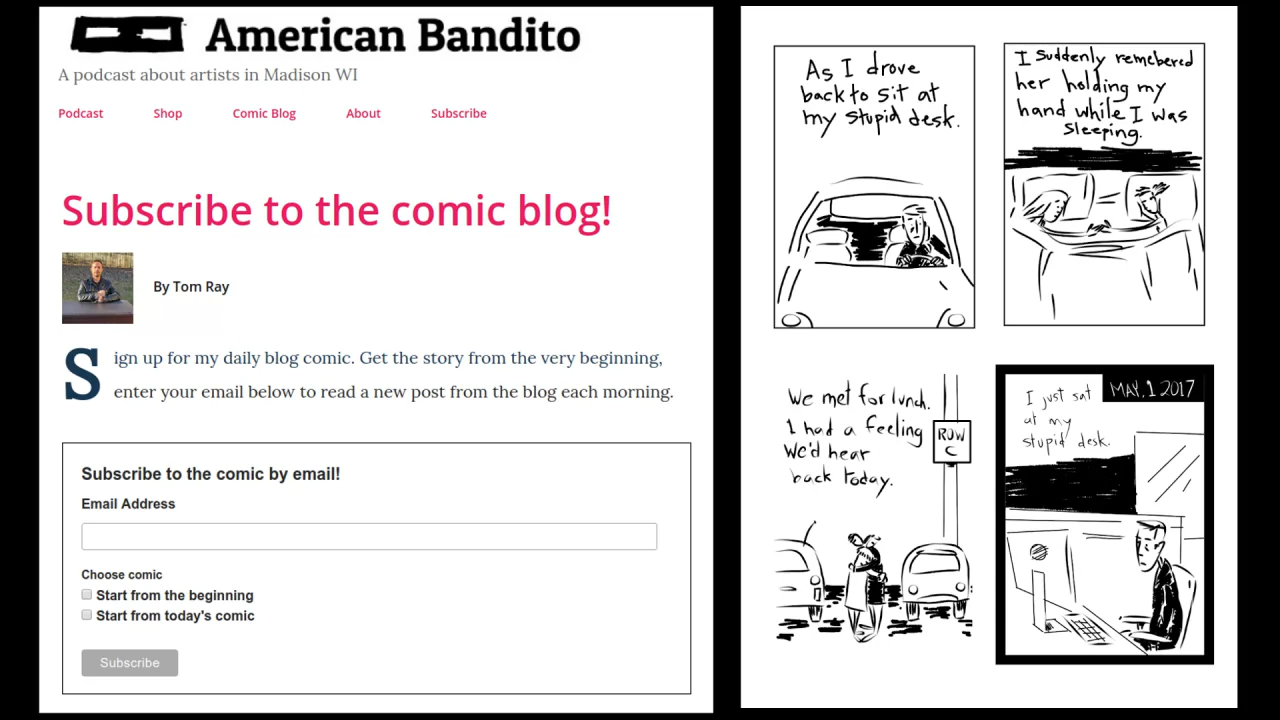 American Bandito
A podcast about artists in Madison WI
Podcast Shop Comic Blog About Subscribe
Subscribe to the comic blog!
By Tom Ray
Sign up for my daily blog comic. Get the story from the very beginning,
enter your email below to read a new post from the blog each morning.
Subscribe to the comic by email!
Email Address
Choose comic
Start from the beginning
Start from today's comic
Subscribe
As I drove
back to sit at
my stupid desk.
I suddenly remebered
her holding my
hand while I was
sleeping.
We met for lunch.
I had a feeling
we'd hear
back today.
ROW
C
MAY, 1 2017
I just sat
at my
stupid desk.